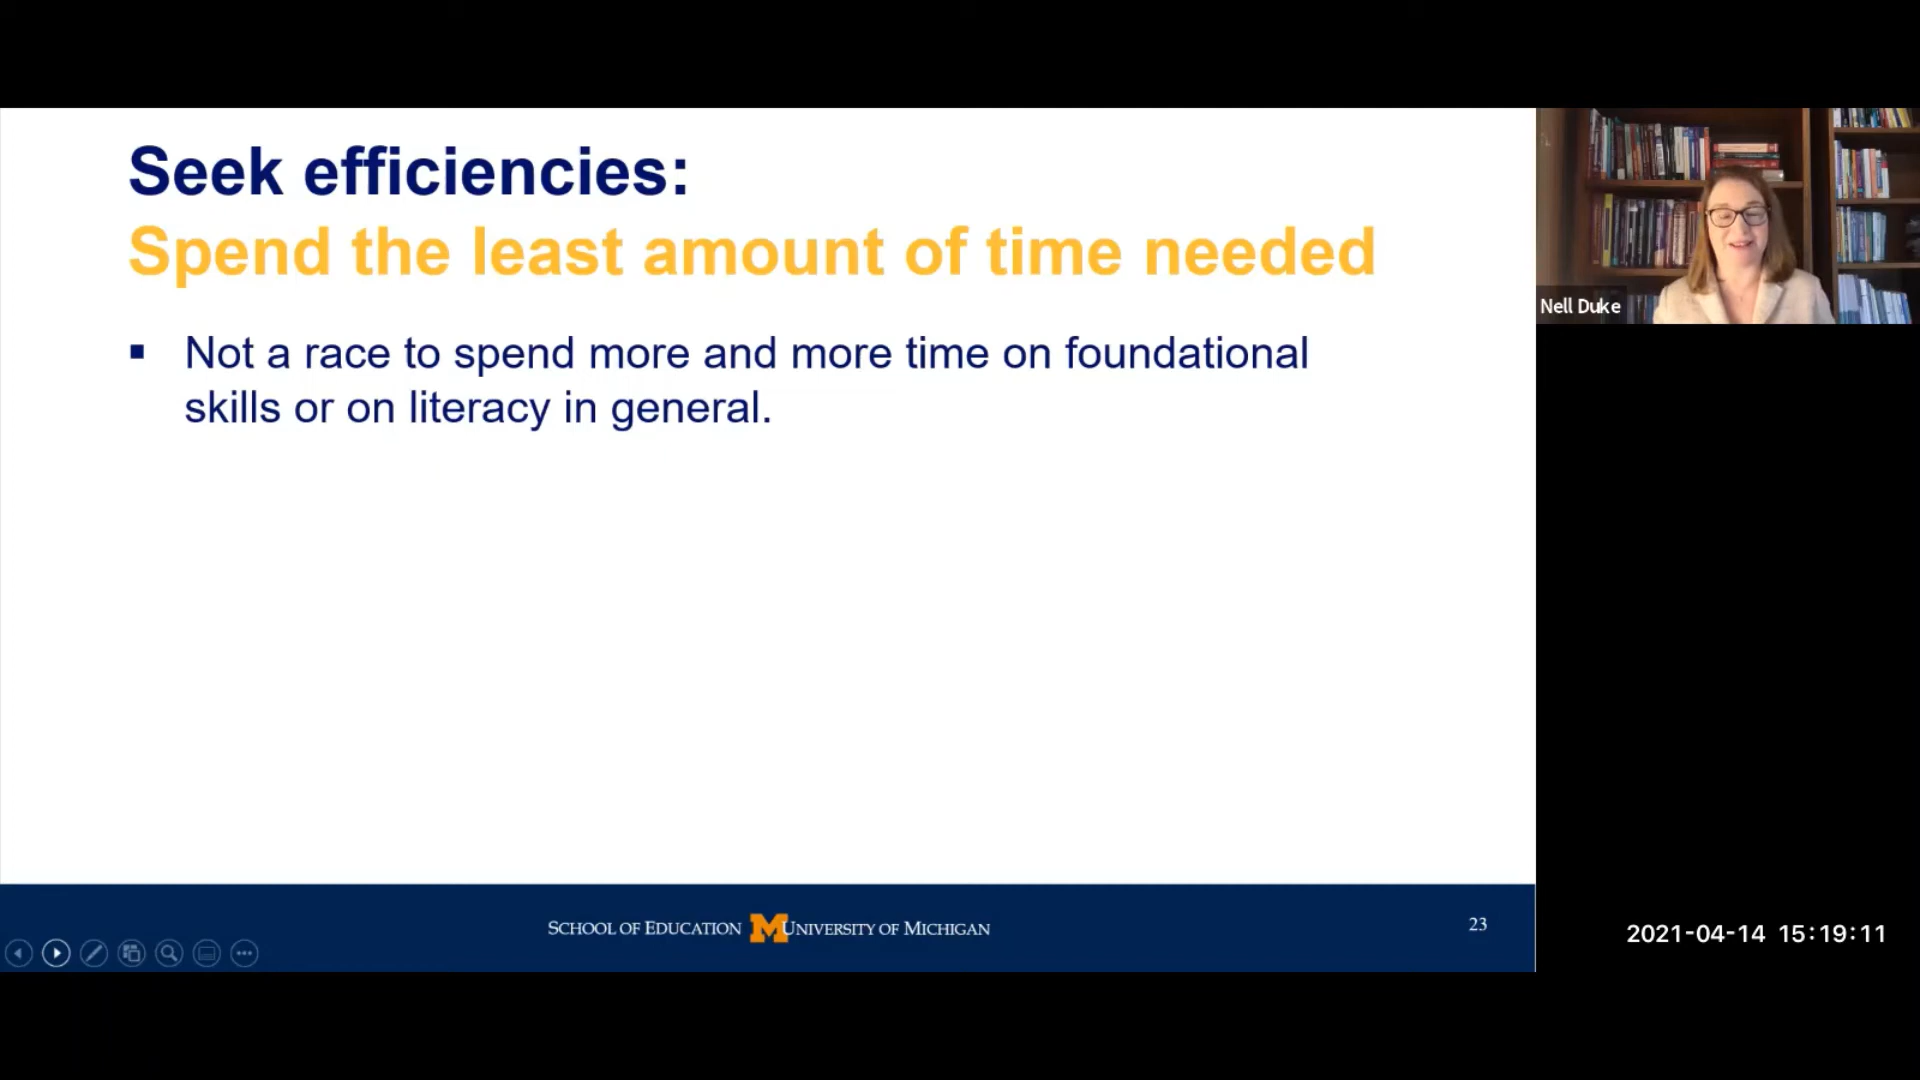 Seek efficiencies:
Spend the least amount of time needed
▪ Not a race to spend more and more time on foundational
skills or on literacy in general.
Nell Duke
SCHOOL OF EDUCATION M UNIVERSITY OF MICHIGAN
23
2021-04-14 15:19:11